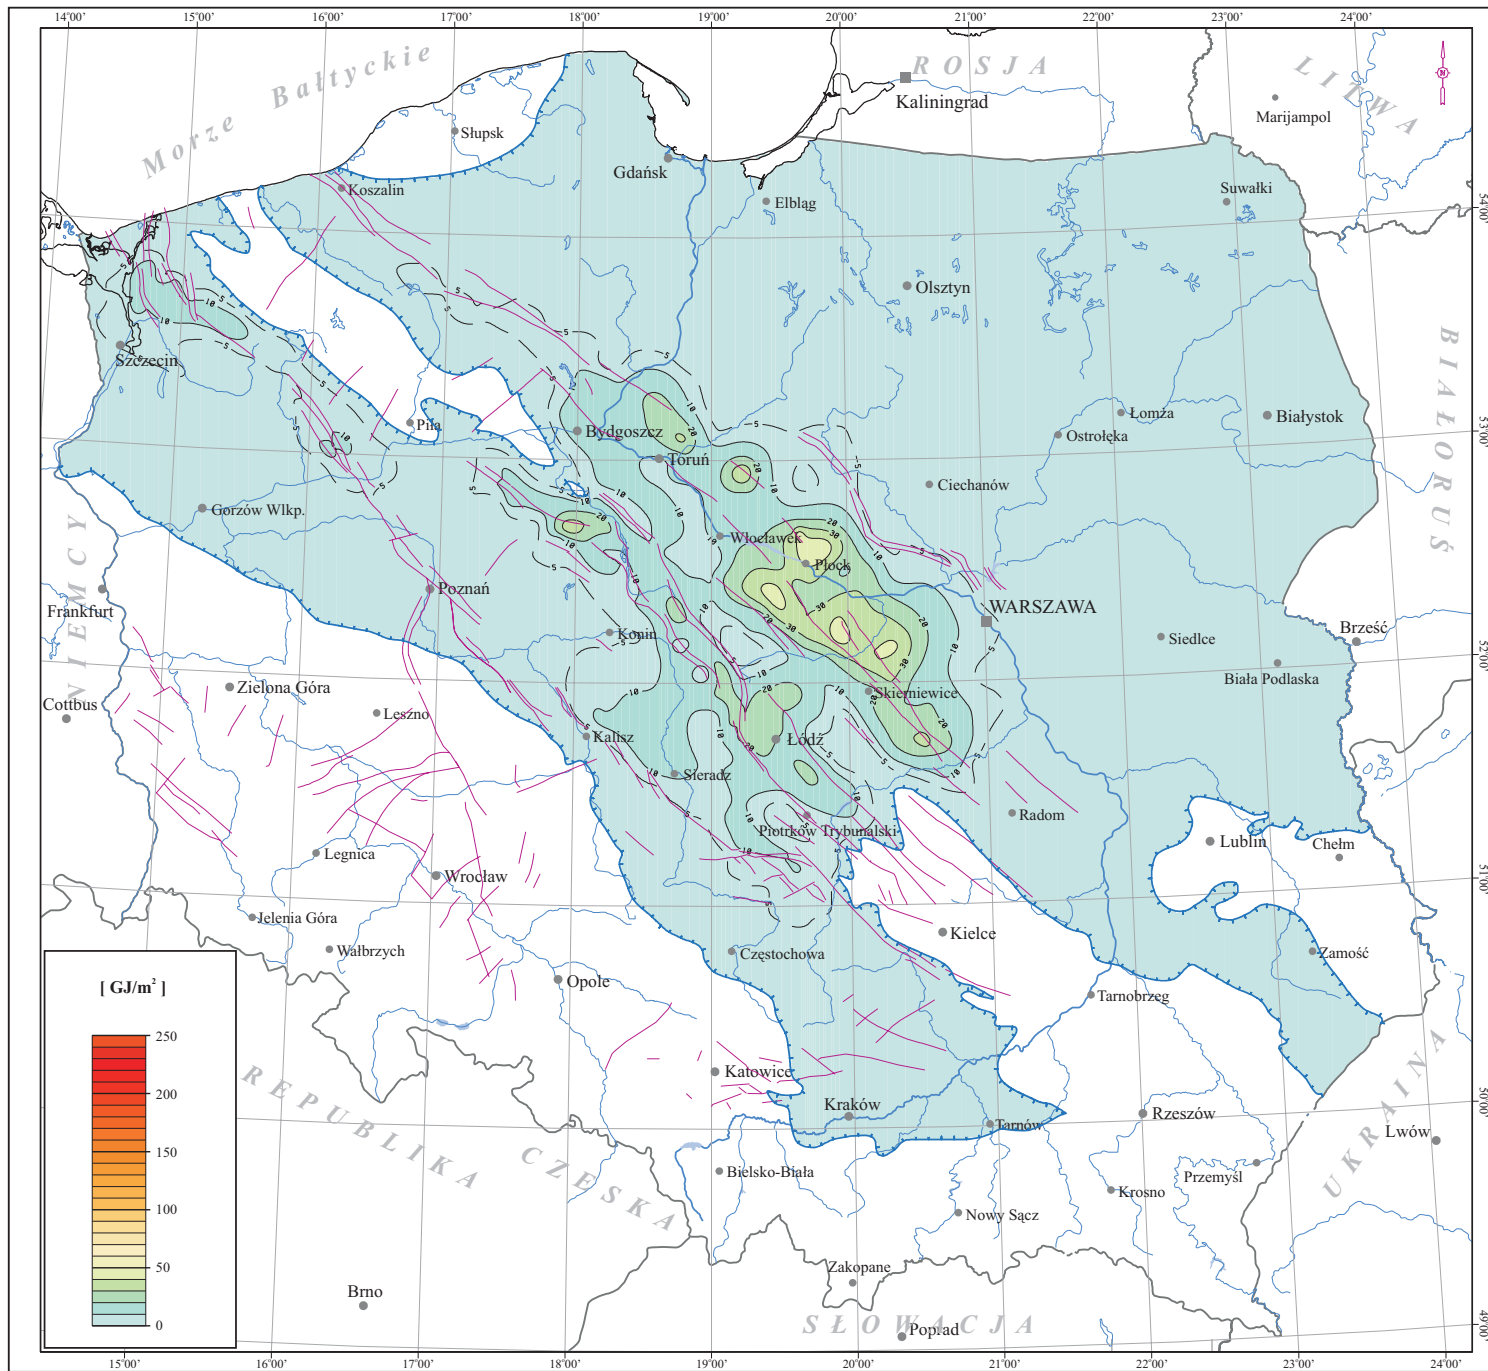 14°00' 15°00' 16°00' 17°00' 18°00' 19°00' 20°00' 21°00' 22°00' 23°00' 24°00'
Morze Bałtyckie
ROSJA
LITWA
Kaliningrad
Marijampol
Słupsk
Gdańsk
Koszalin
Elbląg
Suwałki
54°00'
Olsztyn
Szczecin
BIAŁORUŚ
Piła
Bydgoszcz
Łomża
Białystok
Ostrołęka
53°00'
Toruń
Ciechanów
Gorzów Wlkp.
NIEMCY
Włocławek
Płock
Poznań
Frankfurt
WARSZAWA
Konin
Siedlce
Brześć
52°00'
Biała Podlaska
Zielona Góra
Skierniewice
Cottbus
Leszno
Kalisz
Łódź
Sieradz
Radom
Piotrków Trybunalski
Lublin
Chełm
Legnica
Wrocław
51°00'
Jelenia Góra
Kielce
Wałbrzych
Częstochowa
Zamość
Opole
Tarnobrzeg
[ GJ/m² ]
250
200
150
100
50
0
REPUBLIKA CZESKA
UKRAINA
Katowice
Kraków
Tarnów
Rzeszów
50°00'
Lwów
Bielsko-Biała
Przemyśl
Krosno
Nowy Sącz
Zakopane
Brno
SŁOWACJA
Poprad
49°00'
15°00' 16°00' 17°00' 18°00' 19°00' 20°00' 21°00' 22°00' 23°00' 24°00'